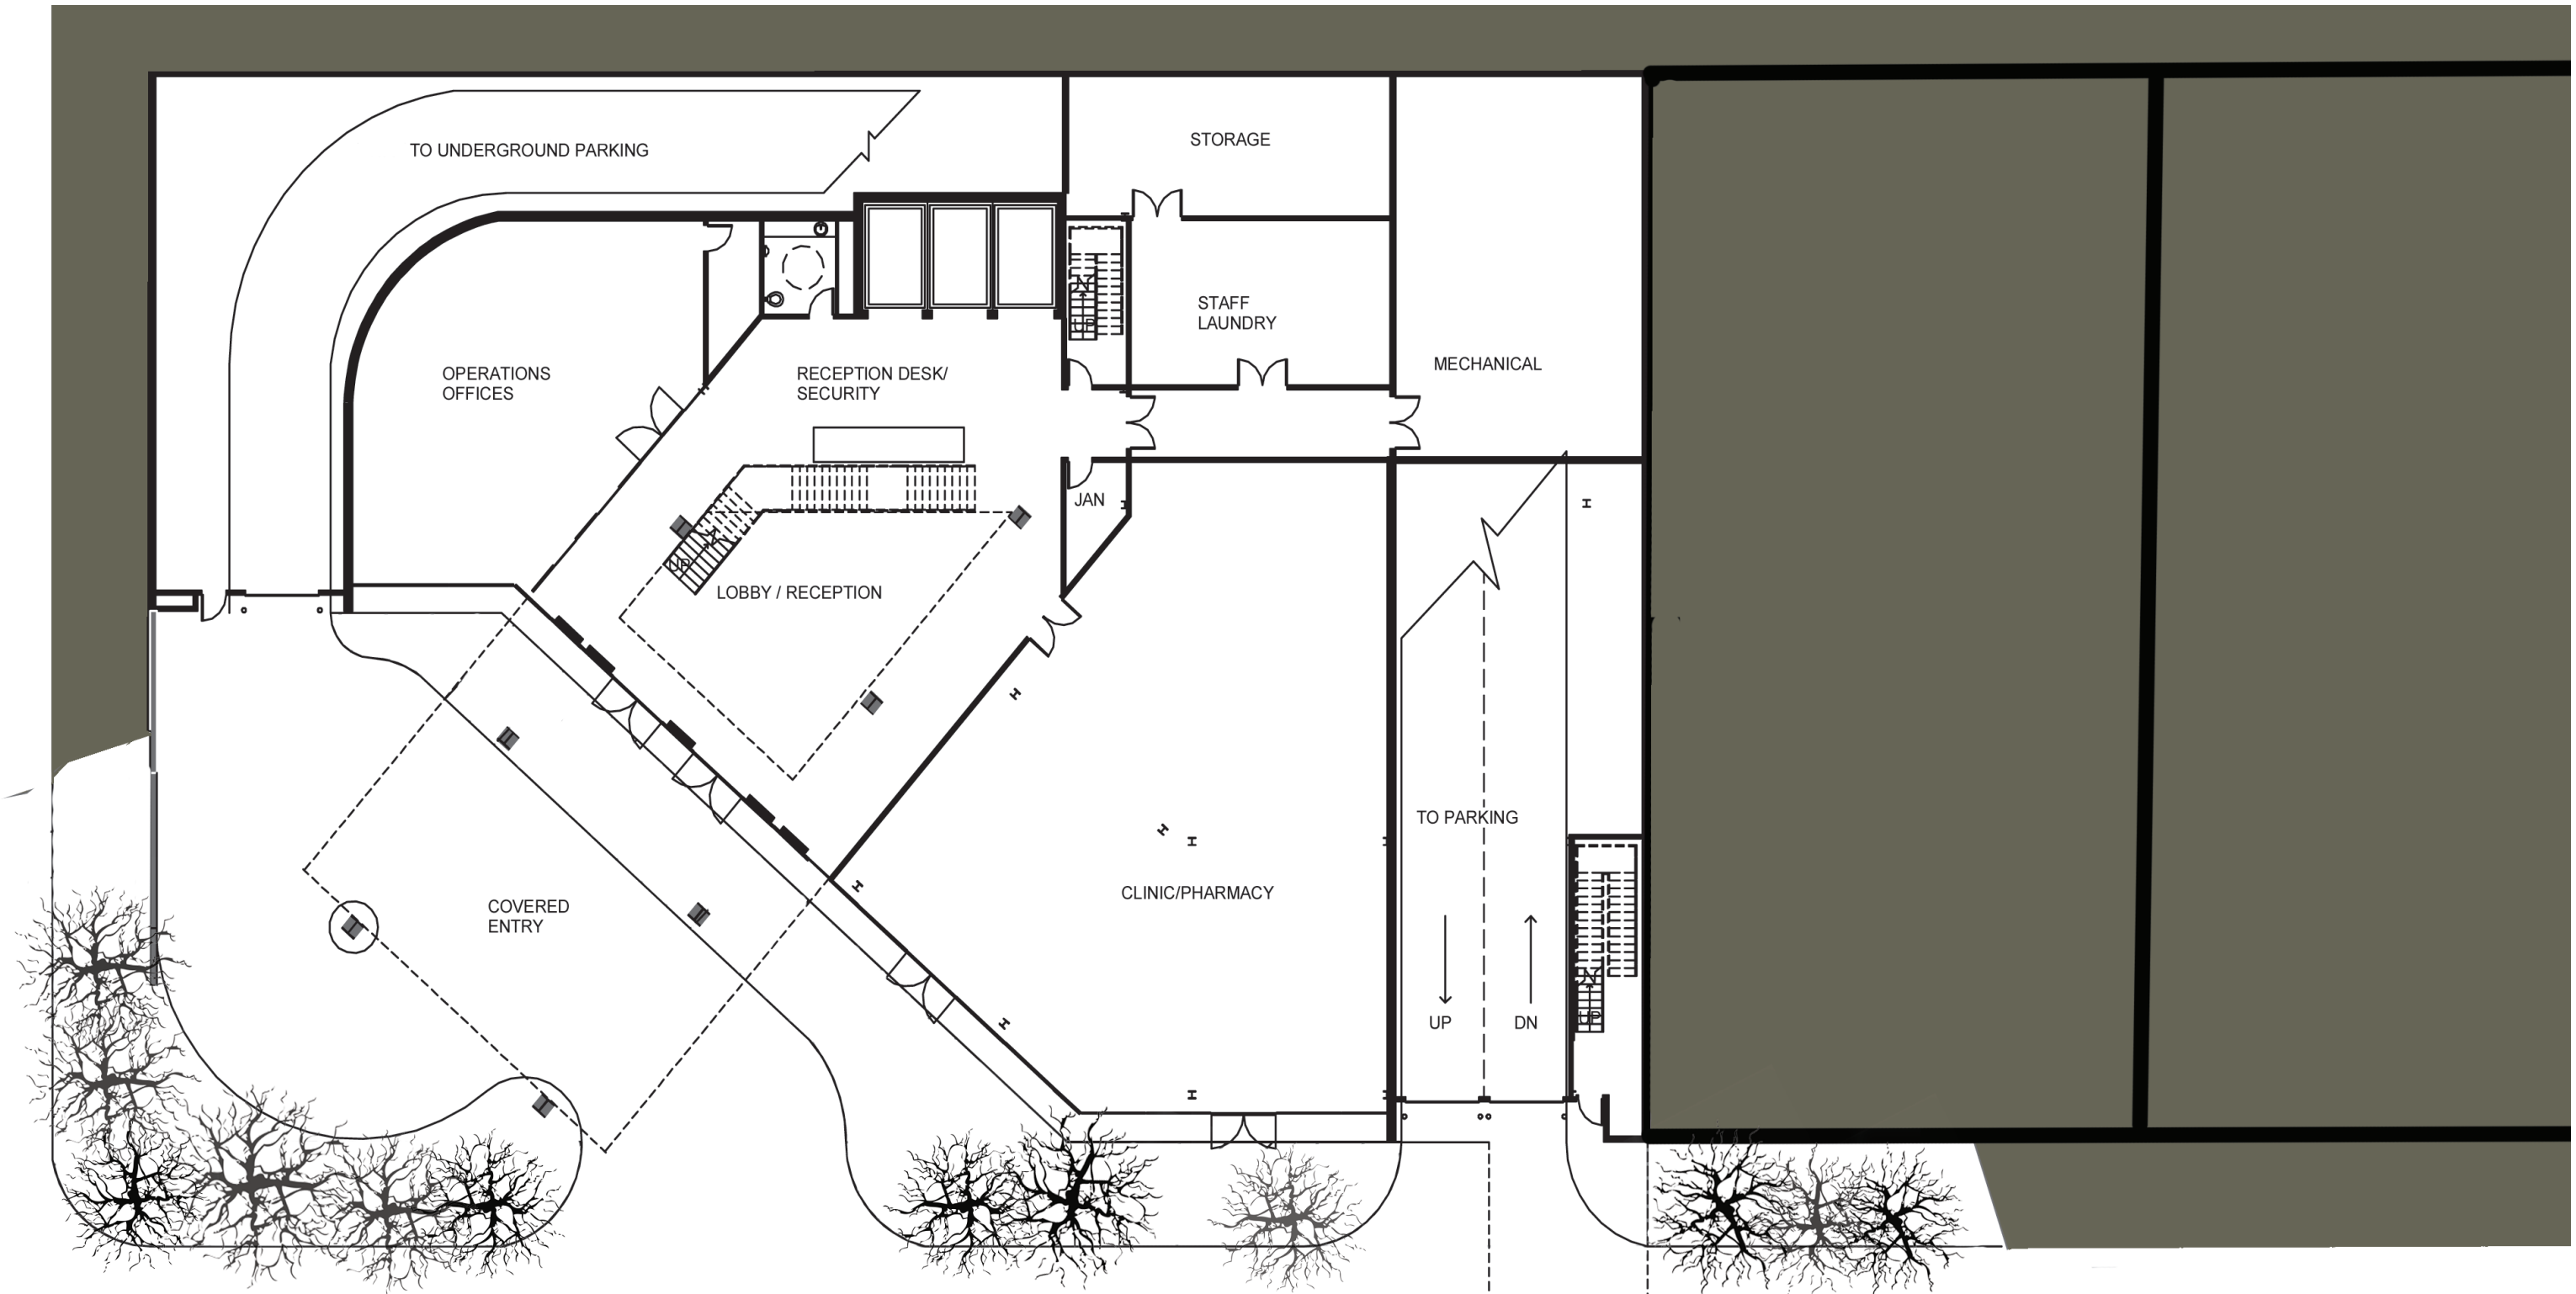 TO UNDERGROUND PARKING
STORAGE
STAFF
LAUNDRY
UP
OPERATIONS
OFFICES
RECEPTION DESK/
SECURITY
MECHANICAL
JAN
UP
LOBBY / RECEPTION
TO PARKING
CLINIC/PHARMACY
COVERED
ENTRY
UP
DN
UP